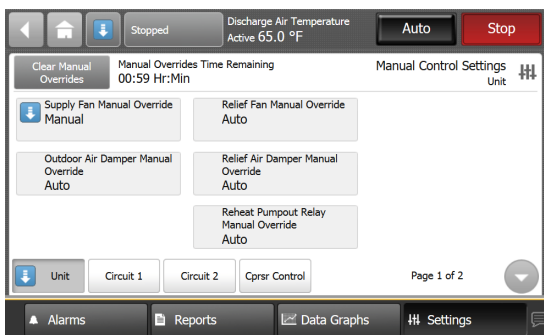 Stopped
Discharge Air Temperature
Active 65.0 °F
Auto
Stop
Clear Manual
Overrides
Manual Overrides Time Remaining
00:59 Hr:Min
Manual Control Settings
Unit
Supply Fan Manual Override
Manual
Relief Fan Manual Override
Auto
Outdoor Air Damper Manual
Override
Auto
Relief Air Damper Manual
Override
Auto
Reheat Pumpout Relay
Manual Override
Auto
Unit
Circuit 1
Circuit 2
Cprsr Control
Page 1 of 2
Alarms
Reports
Data Graphs
Settings